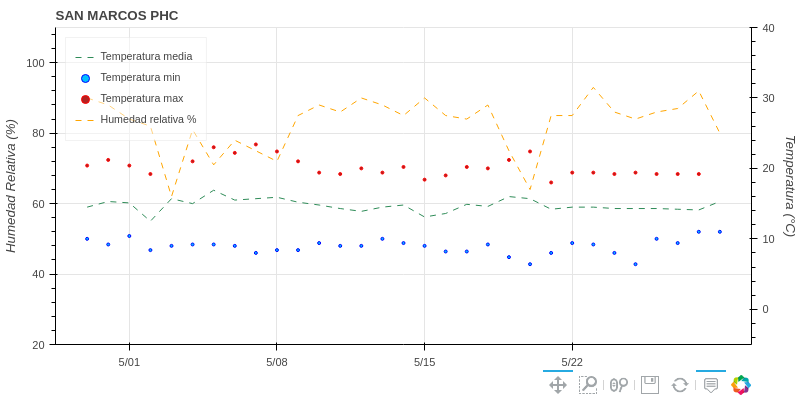 SAN MARCOS PHC
Temperatura media
Temperatura min
Temperatura max
Humedad relativa %
Humedad Relativa (%)
100
80
60
40
20
Temperatura (°C)
40
30
20
10
0
5/01
5/08
5/15
5/22